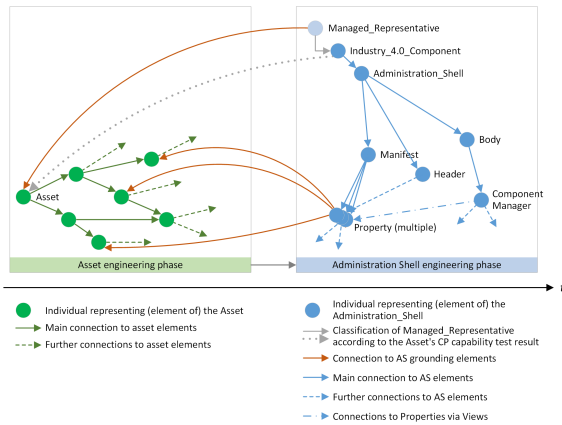 Managed_Representative
Industry_4.0_Component
Administration_Shell
Body
Manifest
Header
Asset
Component
Manager
Property (multiple)
Asset engineering phase
Administration Shell engineering phase
t
Individual representing (element of) the Asset
Main connection to asset elements
Further connections to asset elements
Individual representing (element of) the
Administration_Shell
Classification of Managed_Representative
according to the Asset's CP capability test result
Connection to AS grounding elements
Main connection to AS elements
Further connections to AS elements
Connections to Properties via Views